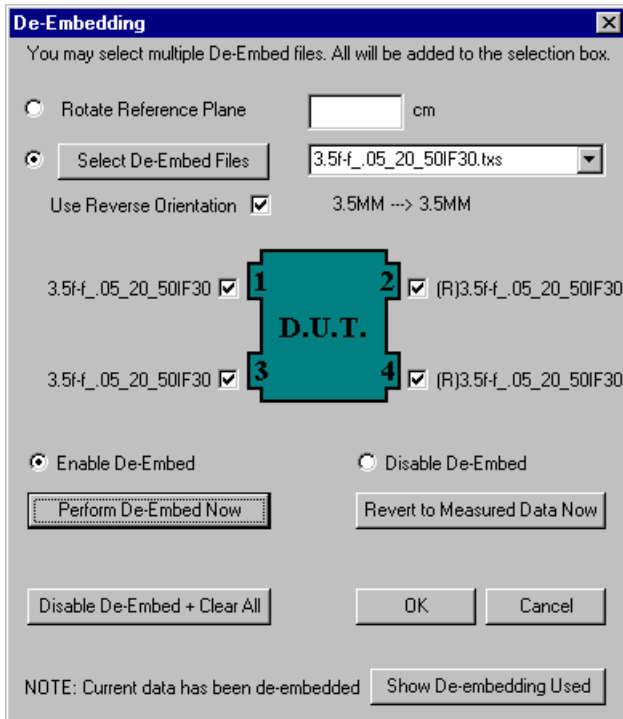 De-Embedding
You may select multiple De-Embed files. All will be added to the selection box.
Rotate Reference Plane cm
Select De-Embed Files 3.5f-f_.05_20_50IF30.txs
Use Reverse Orientation 3.5MM ---> 3.5MM
3.5f-f_.05_20_50IF30 1 2 (R)3.5f-f_.05_20_50IF30
D.U.T.
3.5f-f_.05_20_50IF30 3 4 (R)3.5f-f_.05_20_50IF30
Enable De-Embed Disable De-Embed
Perform De-Embed Now Revert to Measured Data Now
Disable De-Embed + Clear All OK Cancel
NOTE: Current data has been de-embedded Show De-embedding Used